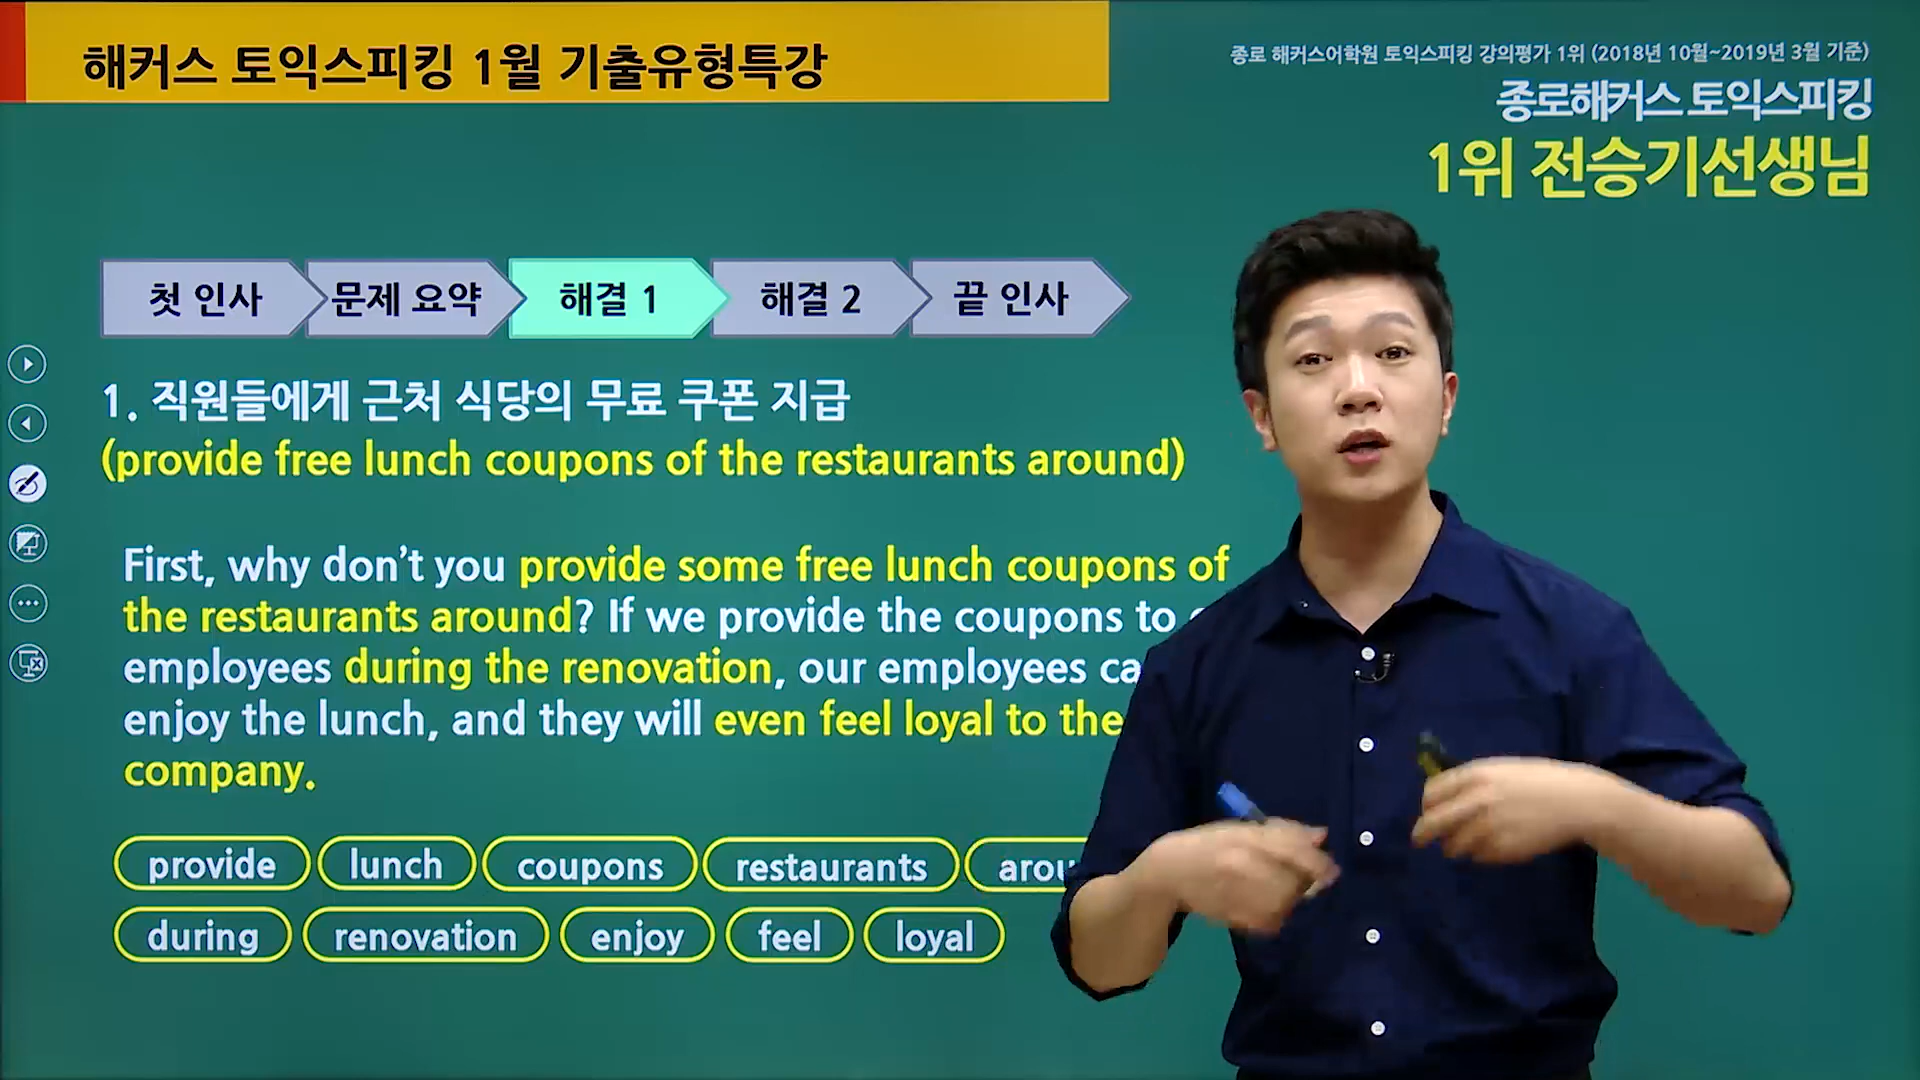 해커스 토익스피킹 1월 기출유형특강
종로 해커스어학원 토익스피킹 강의평가 1위 (2018년 10월~2019년 3월 기준)
종로해커스 토익스피킹
1위 전승기선생님
첫 인사 문제 요약 해결 1 해결 2 끝 인사
1. 직원들에게 근처 식당의 무료 쿠폰 지급
(provide free lunch coupons of the restaurants around)
First, why don’t you provide some free lunch coupons of
the restaurants around? If we provide the coupons to
employees during the renovation, our employees
enjoy the lunch, and they will even feel loyal to the
company.
provide lunch coupons restaurants
during renovation enjoy feel loyal